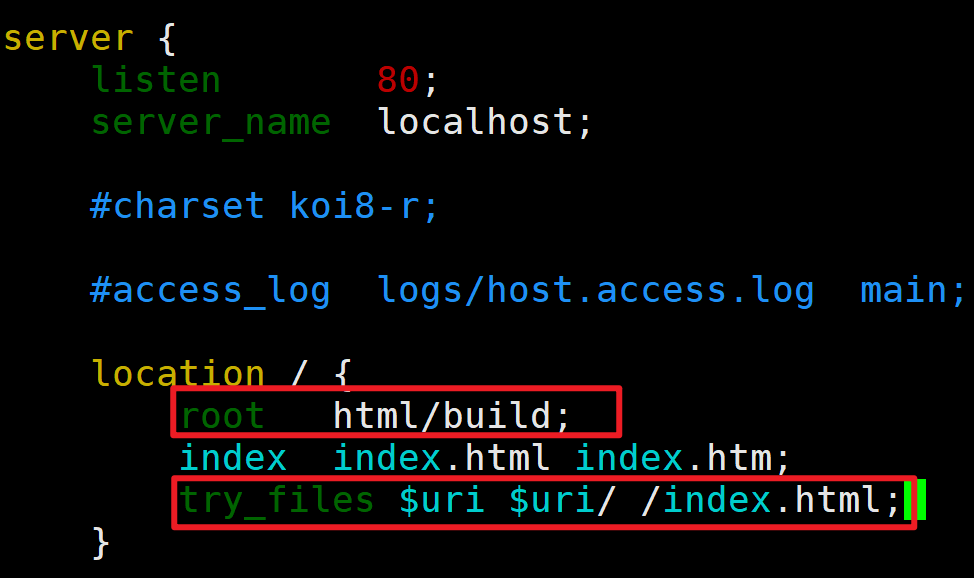 server {
    listen       80;
    server_name  localhost;
    #charset koi8-r;
    #access_log  logs/host.access.log  main;
    location / {
        root   html/build;
        index  index.html index.htm;
        try_files $uri $uri/ /index.html;
    }